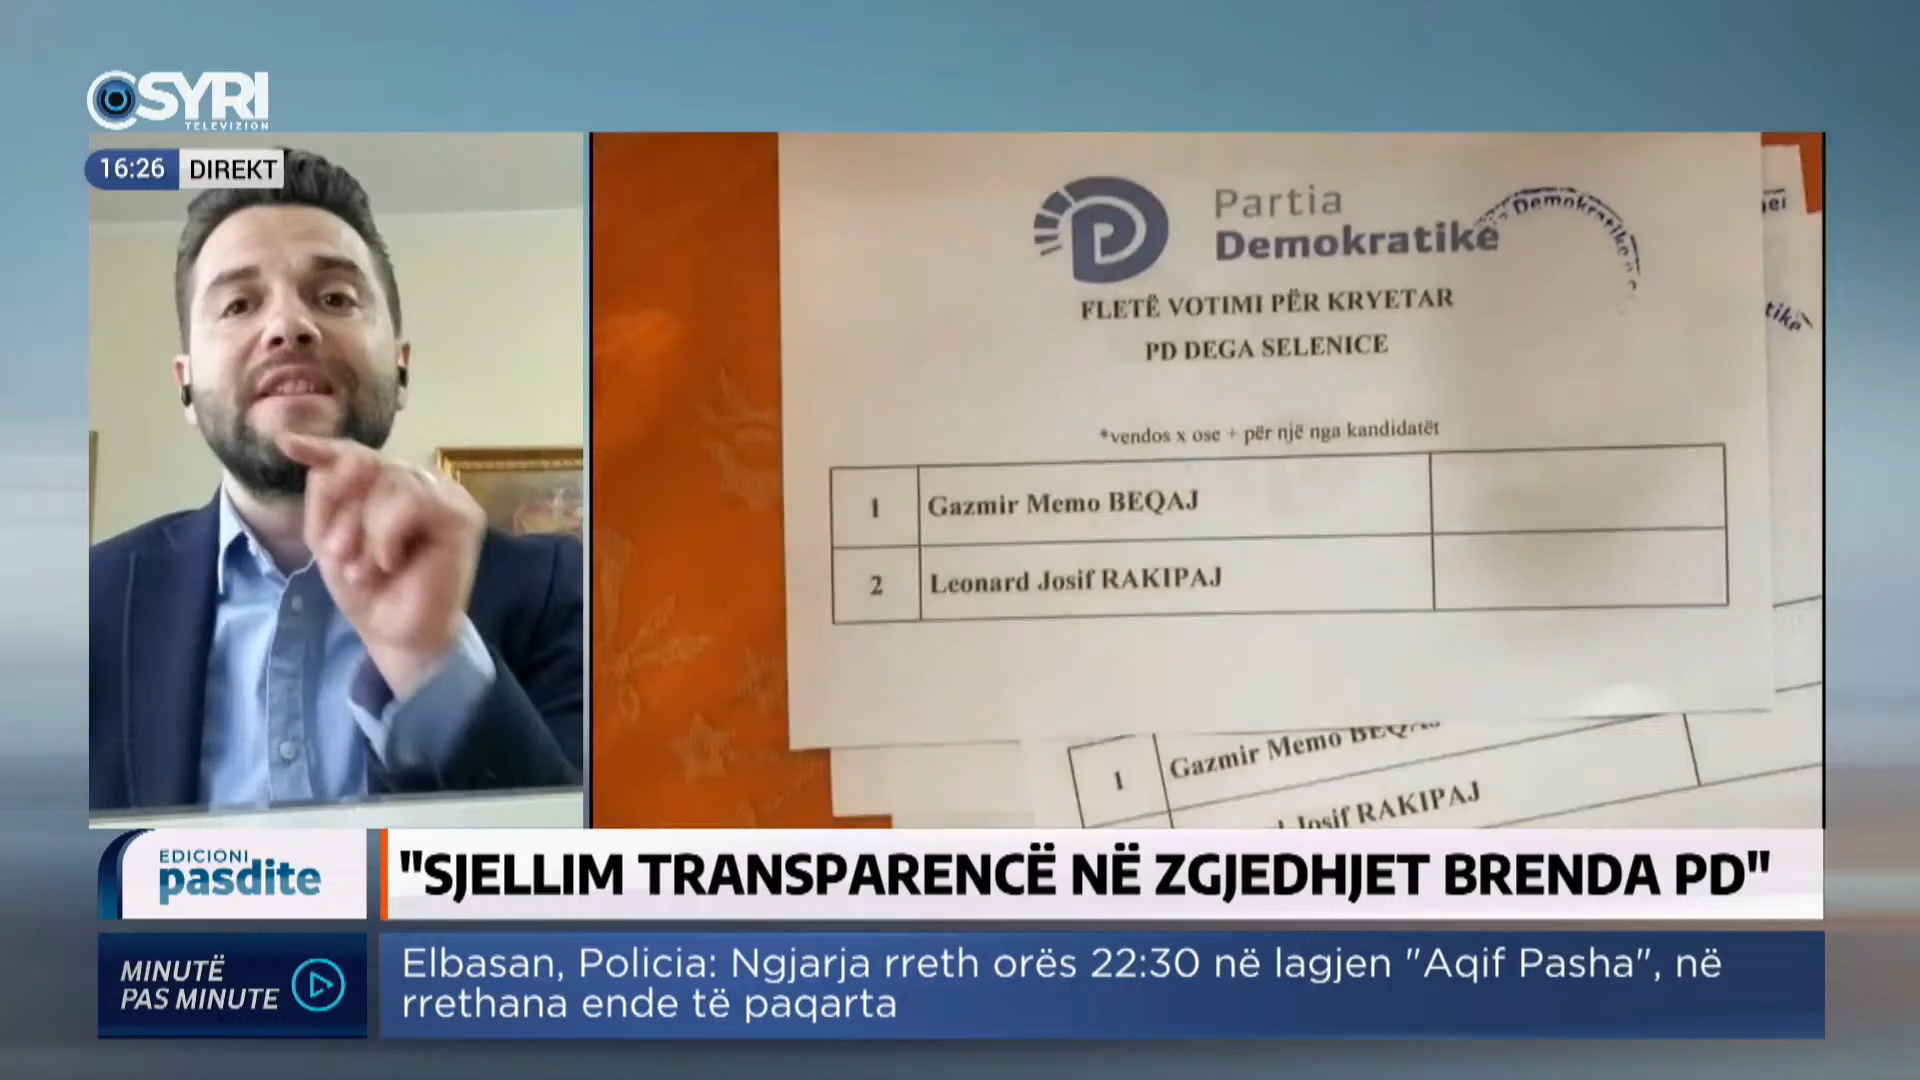 SYRI
TELEVIZION
16:26 DIREKT
Partia
Demokratike
Demokratike
FLETË VOTIMI PËR KRYETAR
PD DEGA SELENICE
*vendos x ose + për një nga kandidatët
1 Gazmir Memo BEQAJ
2 Leonard Josif RAKIPAJ
1 Gazmir Memo BEQAJ
Josif RAKIPAJ
EDICIONI
pasdite
"SJELLIM TRANSPARENCË NË ZGJEDHJET BRENDA PD"
MINUTË
PAS MINUTE
Elbasan, Policia: Ngjarja rreth orës 22:30 në lagjen "Aqif Pasha", në
rrethana ende të paqarta